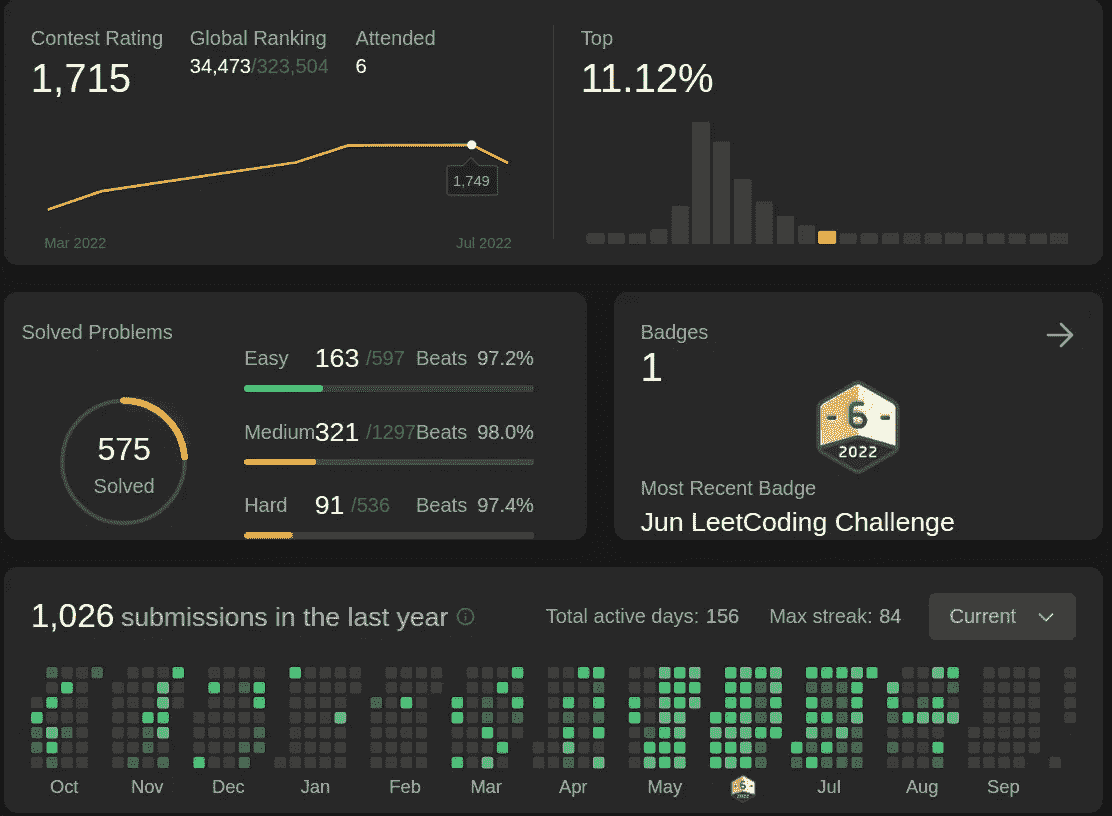 Contest Rating Global Ranking Attended
1,715 34,473/323,504 6
1,749
Mar 2022 Jul 2022
Top
11.12%
Solved Problems
575
Solved
Easy 163 /597 Beats 97.2%
Medium 321 /1297 Beats 98.0%
Hard 91 /536 Beats 97.4%
Badges
1
6
2022
Most Recent Badge
Jun LeetCoding Challenge
1,026 submissions in the last year Total active days: 156 Max streak: 84 Current
Oct Nov Dec Jan Feb Mar Apr May Jul Aug Sep